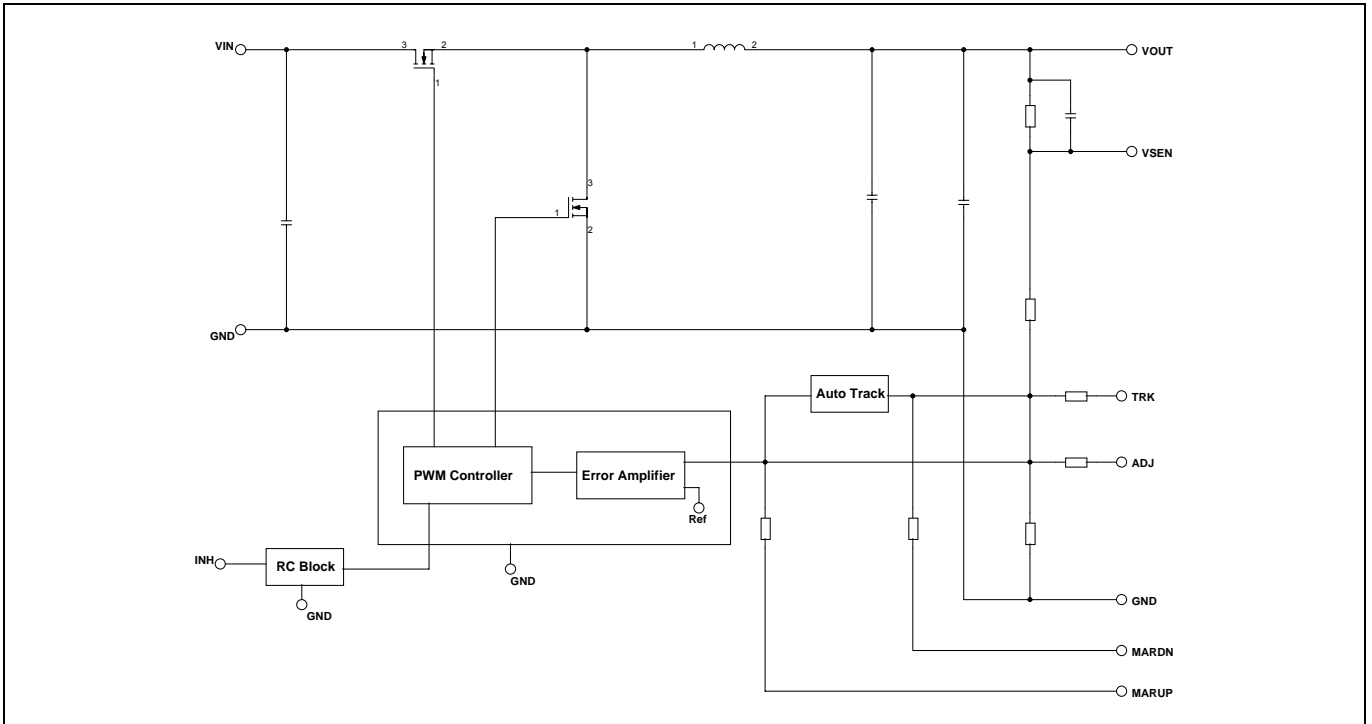 VIN
3
2
1
1
2
VOUT
VSEN
3
1
2
GND
Auto Track
TRK
PWM Controller
Error Amplifier
ADJ
Ref
INH
RC Block
GND
GND
GND
MARDN
MARUP